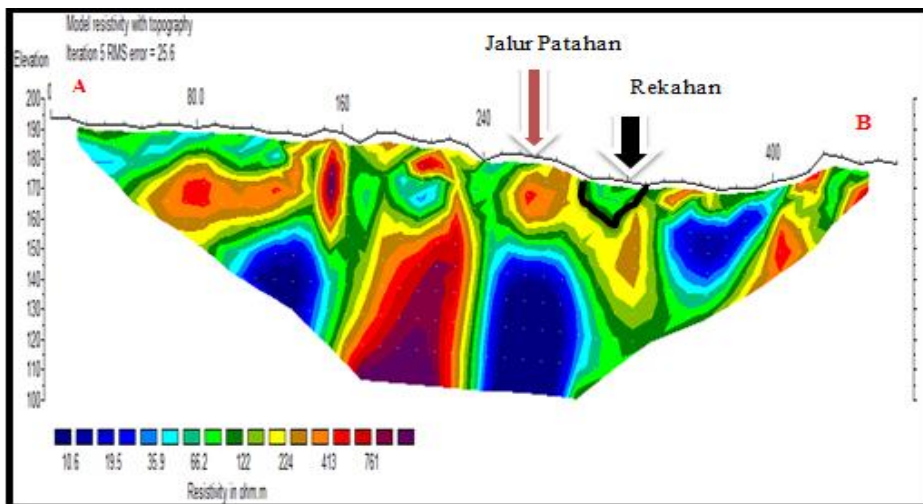 Model resistivity with topography
Iteration 5 RMS error = 25.6
Elevation
A
B
Jalur Patahan
Rekahan
0
80.0
160
240
400
200
190
180
170
160
150
140
130
120
110
100
10.6 19.5 35.9 66.2 122 224 413 761
Resistivity in ohm.m